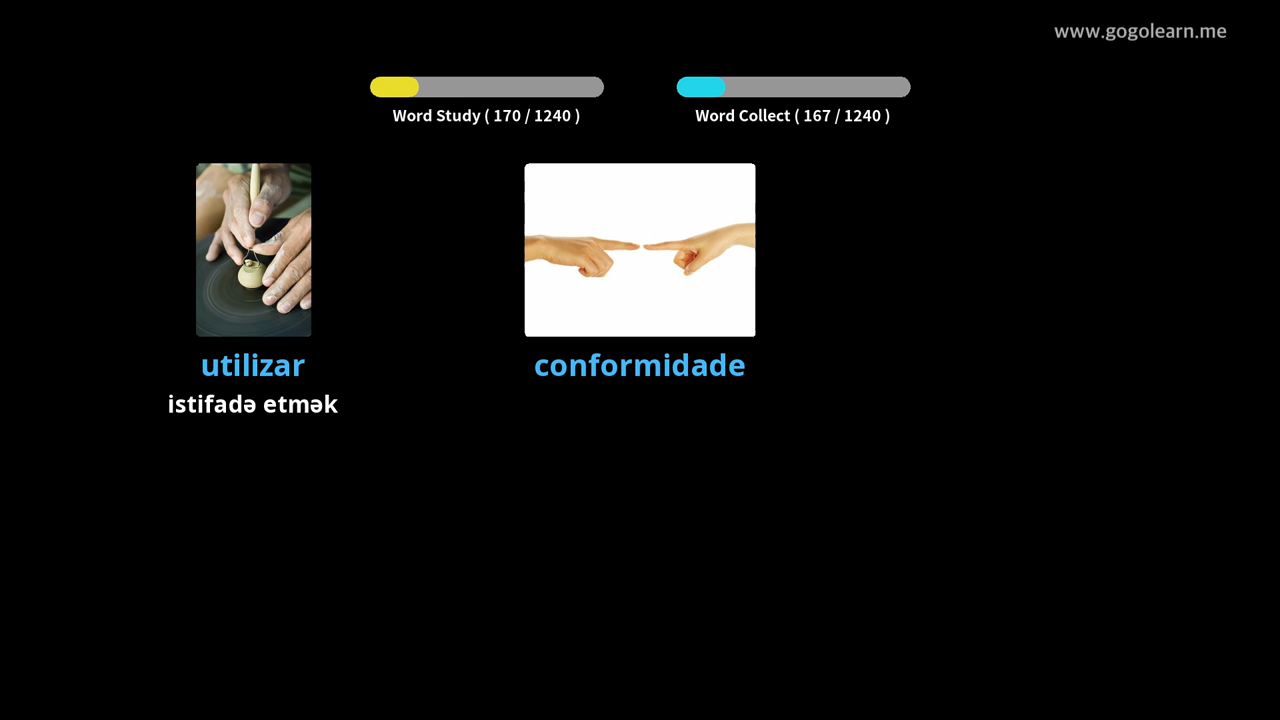 www.gogolearn.me
Word Study ( 170 / 1240 )
Word Collect ( 167 / 1240 )
utilizar
conformidade
istifadə etmək